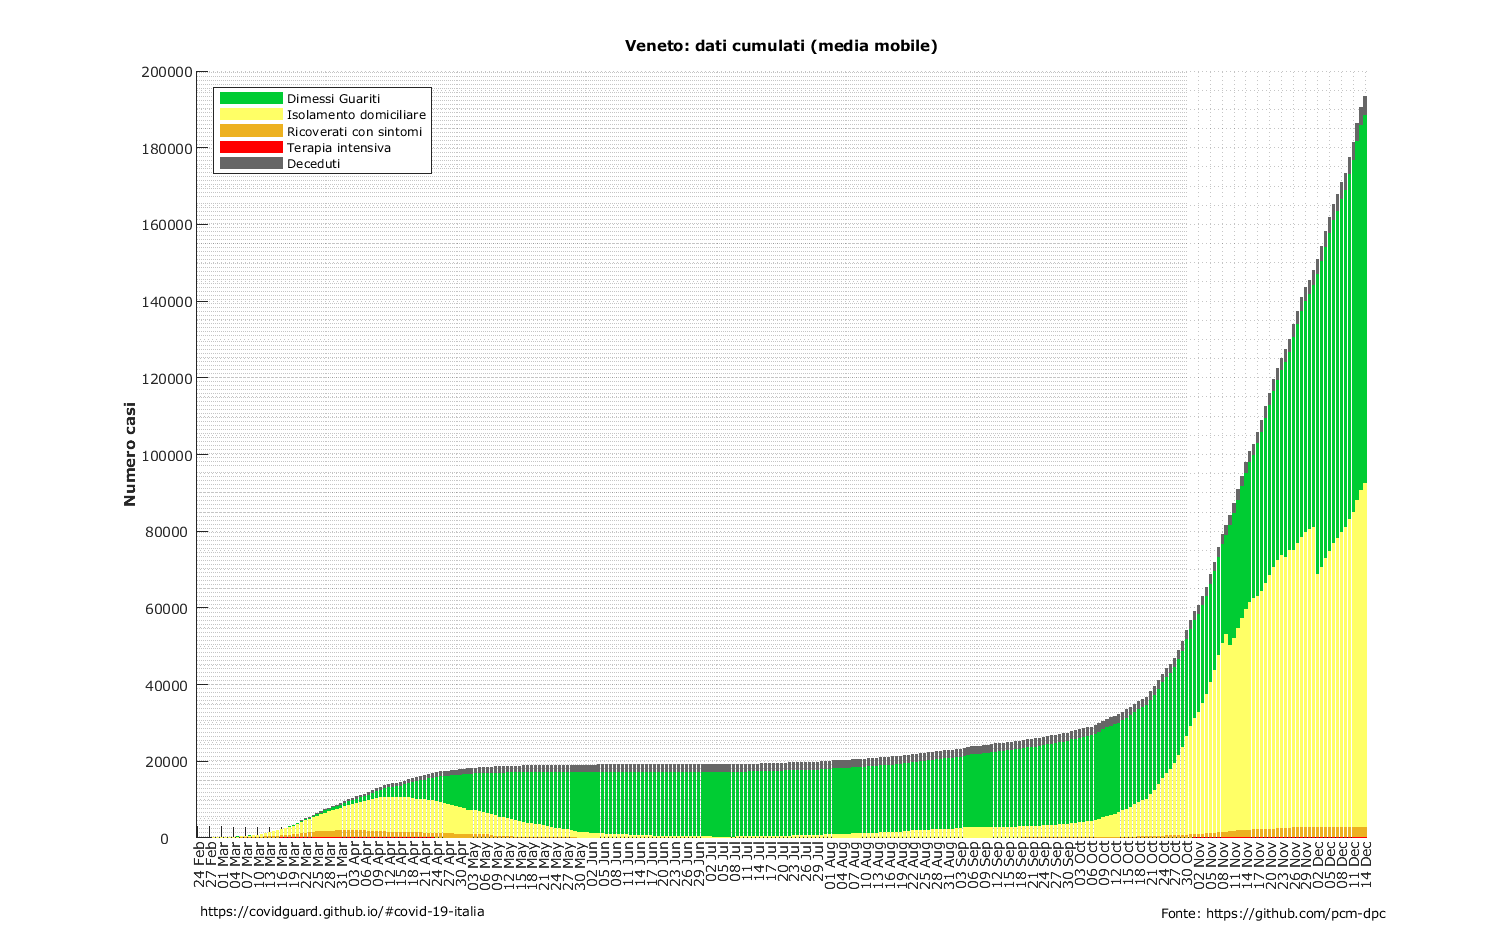 Veneto: dati cumulati (media mobile)
200000
180000
160000
140000
120000
100000
80000
60000
40000
20000
0
Numero casi
Dimessi Guariti
Isolamento domiciliare
Ricoverati con sintomi
Terapia intensiva
Deceduti
24 Feb
27 Feb
01 Mar
04 Mar
07 Mar
10 Mar
13 Mar
16 Mar
19 Mar
22 Mar
25 Mar
28 Mar
31 Mar
03 Apr
06 Apr
09 Apr
12 Apr
15 Apr
18 Apr
21 Apr
24 Apr
27 Apr
30 Apr
03 May
06 May
09 May
12 May
15 May
18 May
21 May
24 May
27 May
30 May
02 Jun
05 Jun
08 Jun
11 Jun
14 Jun
17 Jun
20 Jun
23 Jun
26 Jun
29 Jun
02 Jul
05 Jul
08 Jul
11 Jul
14 Jul
17 Jul
20 Jul
23 Jul
26 Jul
29 Jul
01 Aug
04 Aug
07 Aug
10 Aug
13 Aug
16 Aug
19 Aug
22 Aug
25 Aug
28 Aug
31 Aug
03 Sep
06 Sep
09 Sep
12 Sep
15 Sep
18 Sep
21 Sep
24 Sep
27 Sep
30 Sep
03 Oct
06 Oct
09 Oct
12 Oct
15 Oct
18 Oct
21 Oct
24 Oct
27 Oct
30 Oct
02 Nov
05 Nov
08 Nov
11 Nov
14 Nov
17 Nov
20 Nov
23 Nov
26 Nov
29 Nov
02 Dec
05 Dec
08 Dec
11 Dec
14 Dec
https://covidguard.github.io/#covid-19-italia
Fonte: https://github.com/pcm-dpc